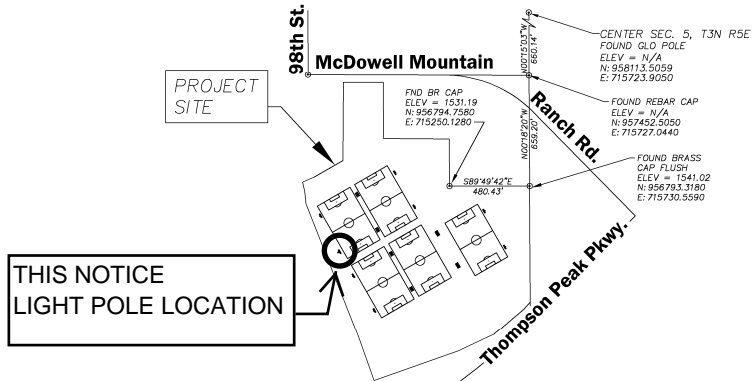 98th St.
McDowell Mountain
Ranch Rd.
Thompson Peak Pkwy.
N00°15'03"W
660.14'
CENTER SEC. 5, T3N R5E
FOUND GLO POLE
ELEV = N/A
N: 958113.5059
E: 715723.9050
PROJECT
SITE
FND BR CAP
ELEV = 1531.19
N: 956794.7580
E: 715250.1280
N00°18'20"W
659.20'
FOUND REBAR CAP
ELEV = N/A
N: 957452.5050
E: 715727.0440
S89°49'42"E
480.43'
FOUND BRASS
CAP FLUSH
ELEV = 1541.02
N: 956793.3180
E: 715730.5590
THIS NOTICE
LIGHT POLE LOCATION